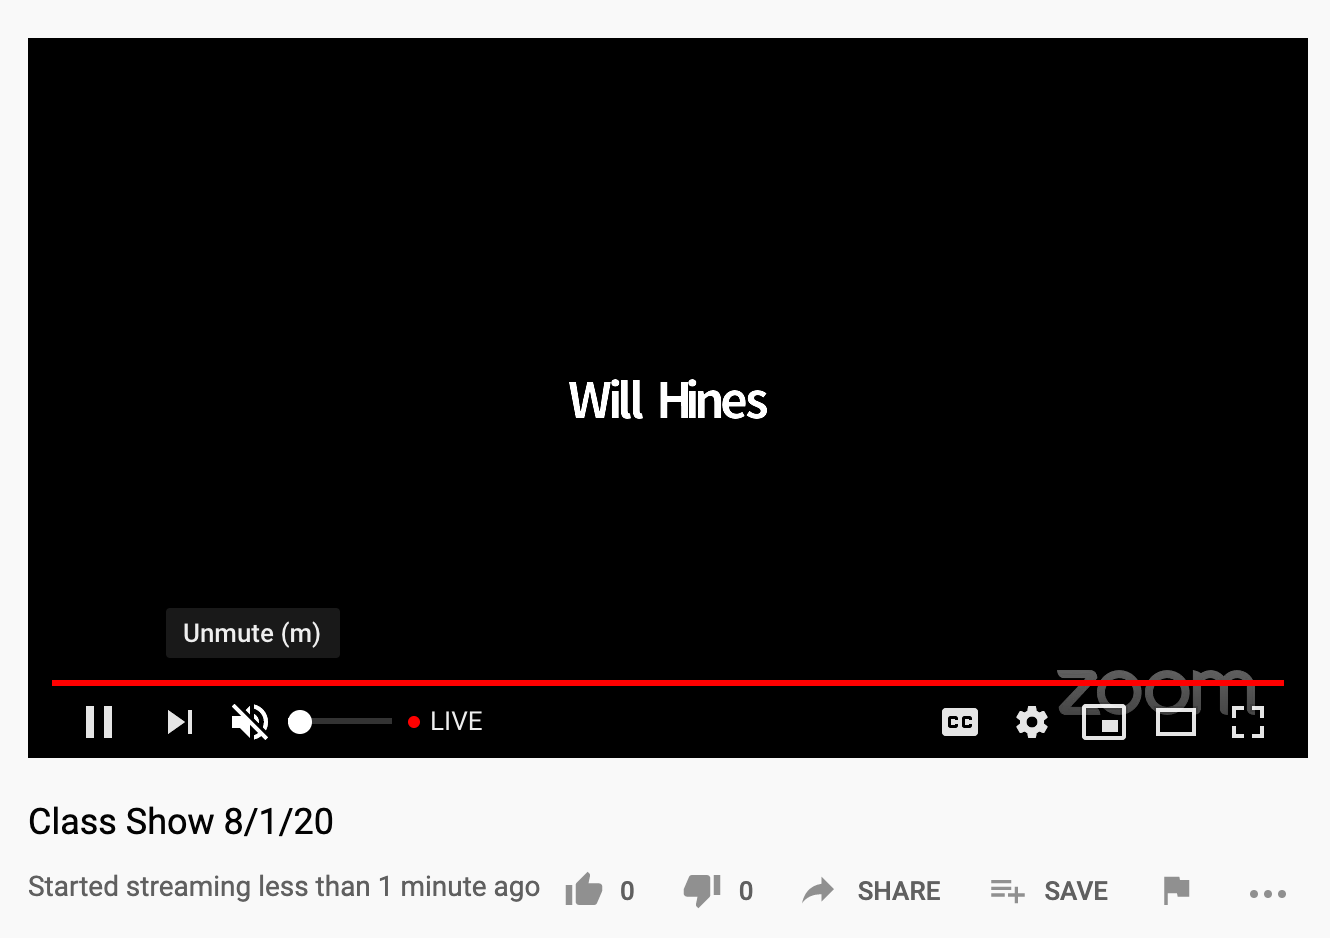 Will Hines
Unmute (m)
zoom
LIVE
CC
Class Show 8/1/20
Started streaming less than 1 minute ago 0 0 SHARE SAVE